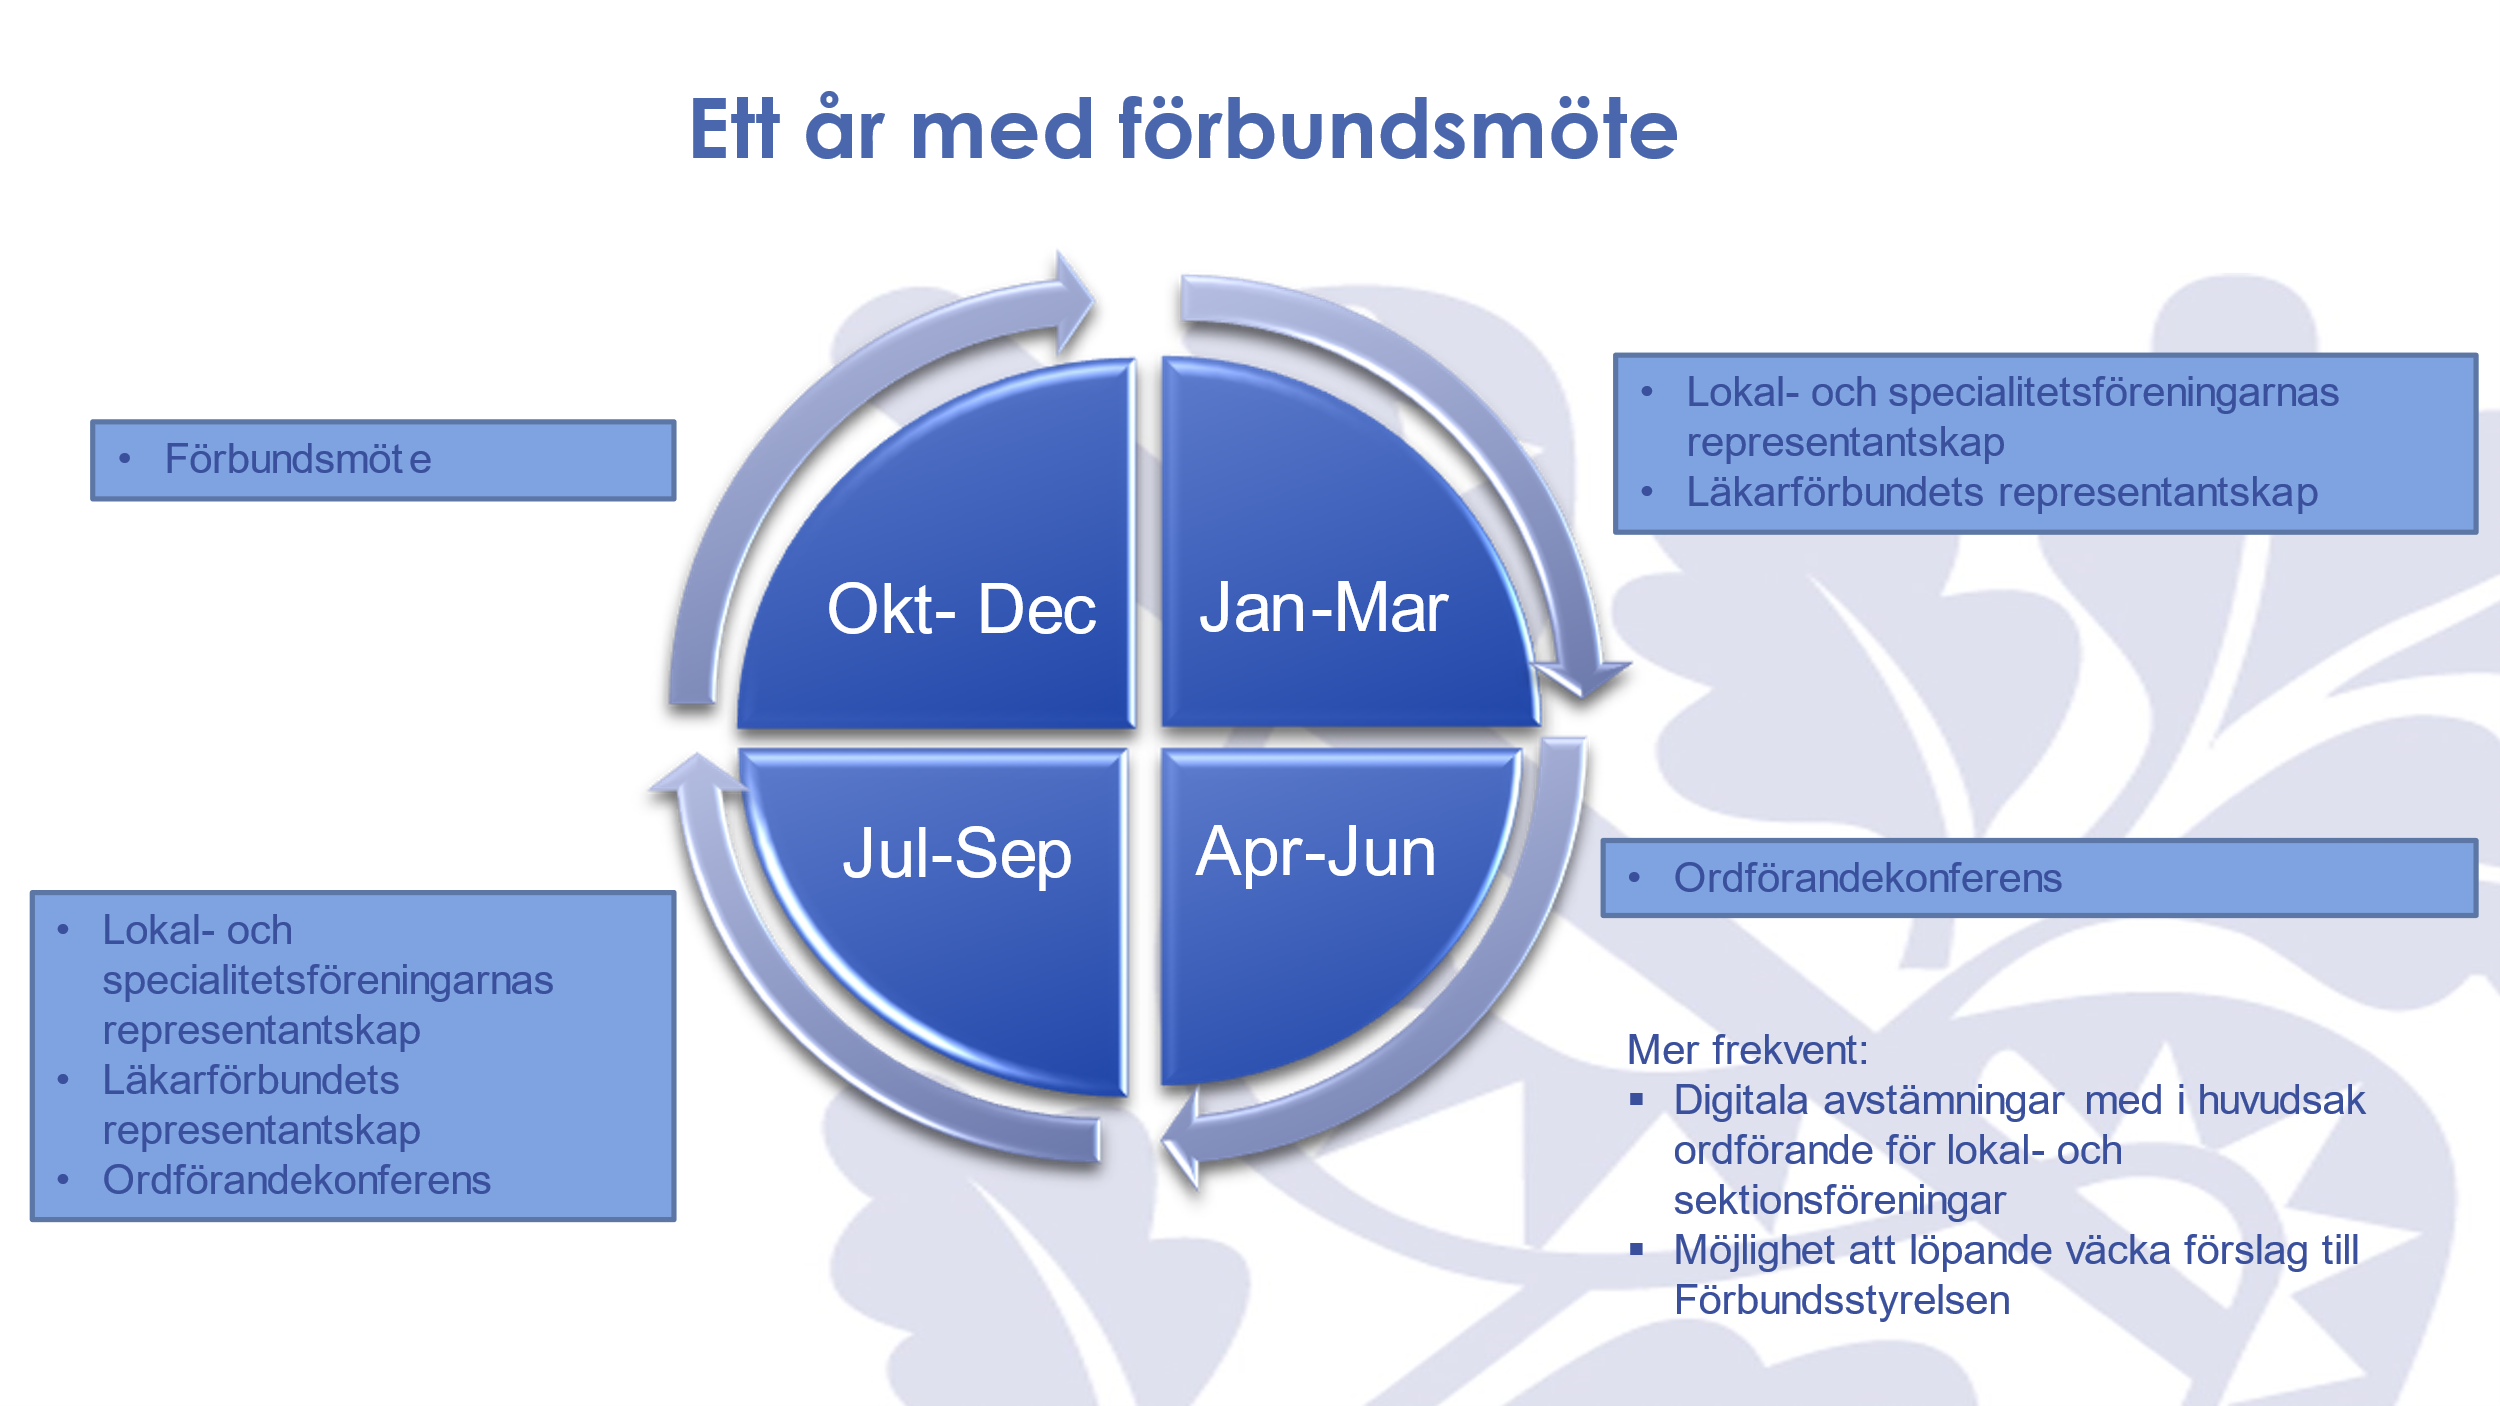 Ett år med förbundsmöte
• Förbundsmöte
• Lokal- och specialitetsföreningarnas
representantskap
• Läkarförbundets representantskap
Okt- Dec
Jan-Mar
Jul-Sep
Apr-Jun
• Ordförandekonferens
• Lokal- och
specialitetsföreningarnas
representantskap
• Läkarförbundets
representantskap
• Ordförandekonferens
Mer frekvent:
▪ Digitala avstämningar med i huvudsak
ordförande för lokal- och
sektionsföreningar
▪ Möjlighet att löpande väcka förslag till
Förbundsstyrelsen